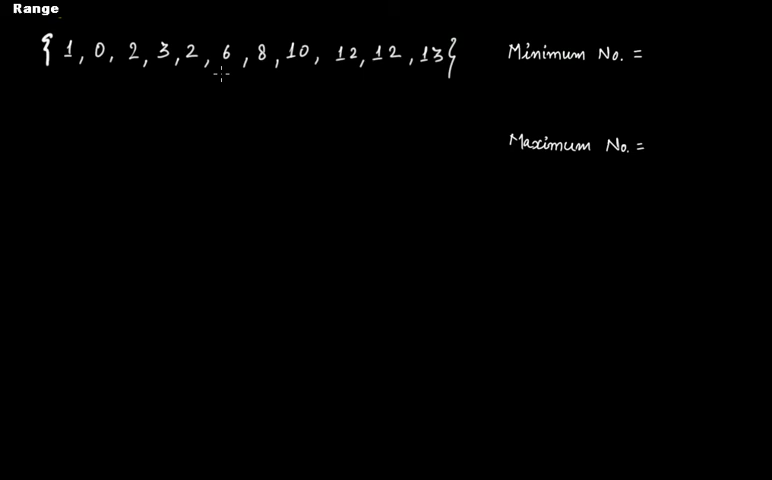 Range
{ 1, 0, 2, 3, 2, 6, 8, 10, 12, 12, 13} Minimum No. =
Maximum No. =